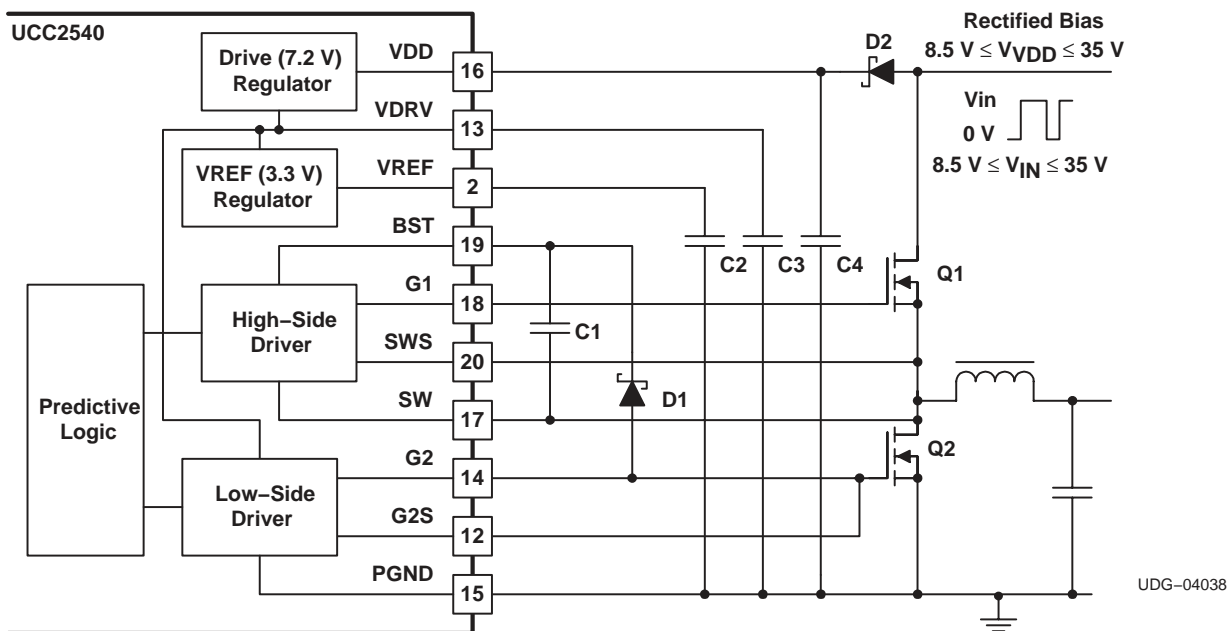 UCC2540
Drive (7.2 V)
Regulator
VREF (3.3 V)
Regulator
Predictive
Logic
High−Side
Driver
Low−Side
Driver
VDD
16
VDRV
13
VREF
2
BST
19
G1
18
SWS
20
SW
17
G2
14
G2S
12
PGND
15
C1
D1
C2
C3
C4
D2
Rectified Bias
8.5 V ≤ VVDD ≤ 35 V
Vin
0 V
8.5 V ≤ VIN ≤ 35 V
Q1
Q2
UDG−04038